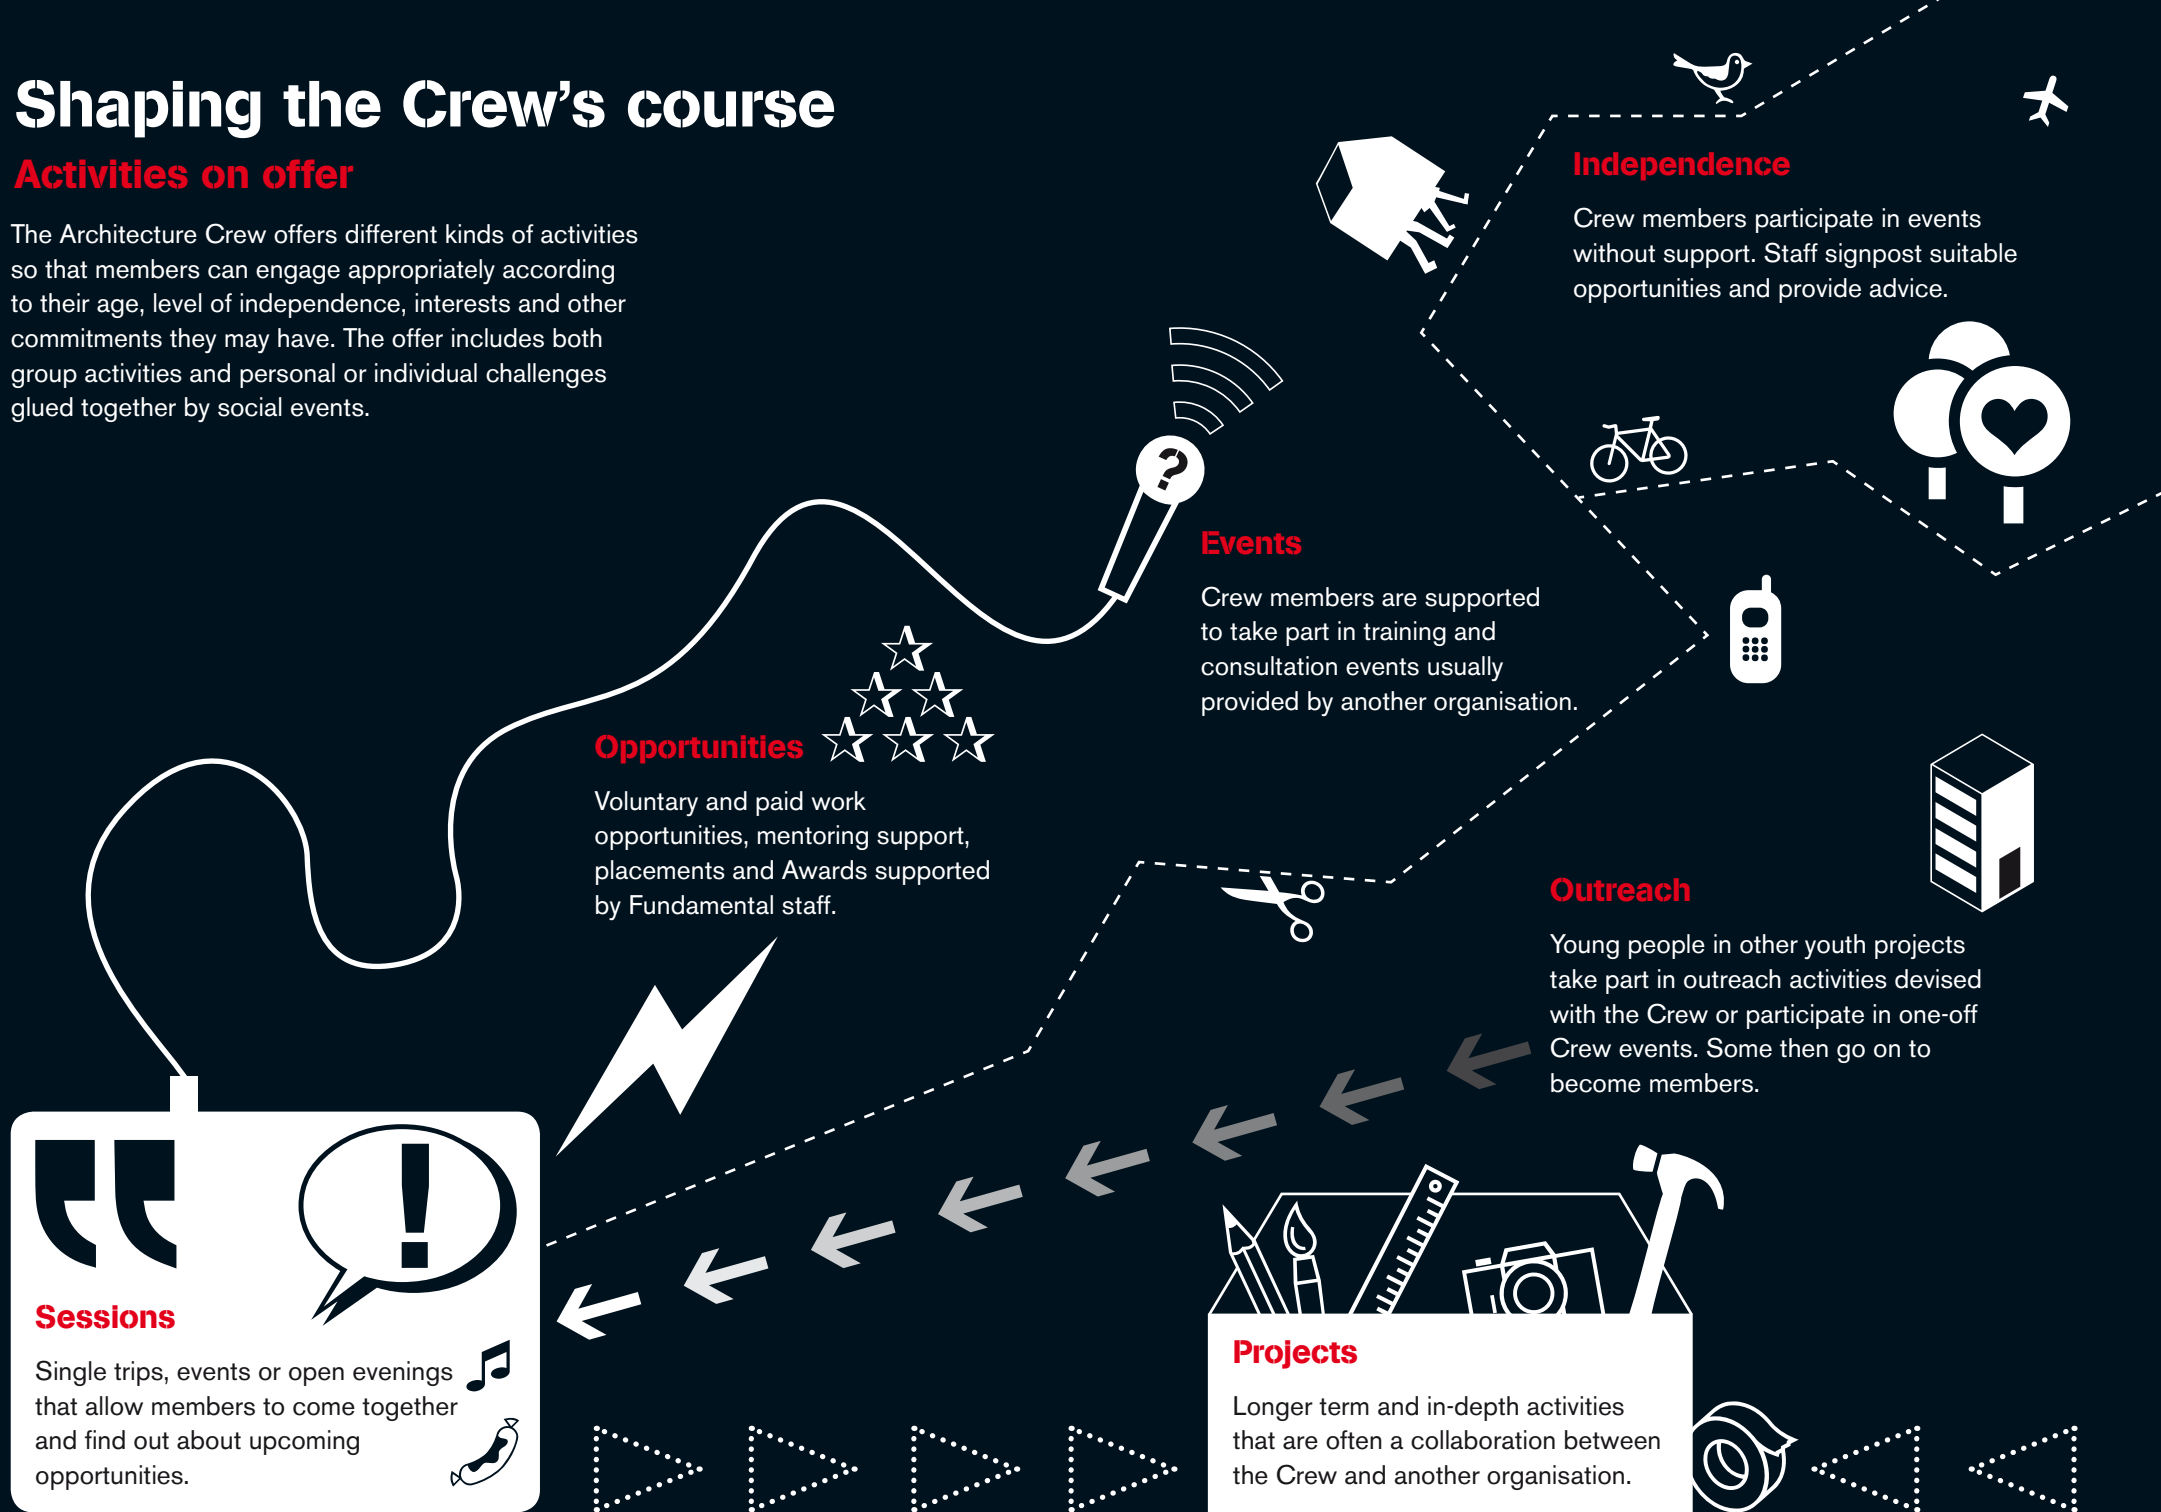 Shaping the Crew's course
Activities on offer
The Architecture Crew offers different kinds of activities
so that members can engage appropriately according
to their age, level of independence, interests and other
commitments they may have. The offer includes both
group activities and personal or individual challenges
glued together by social events.
Independence
Crew members participate in events
without support. Staff signpost suitable
opportunities and provide advice.
?
Events
Crew members are supported
to take part in training and
consultation events usually
provided by another organisation.
Opportunities
Voluntary and paid work
opportunities, mentoring support,
placements and Awards supported
by Fundamental staff.
Outreach
Young people in other youth projects
take part in outreach activities devised
with the Crew or participate in one-off
Crew events. Some then go on to
become members.
!
Sessions
Single trips, events or open evenings
that allow members to come together
and find out about upcoming
opportunities.
Projects
Longer term and in-depth activities
that are often a collaboration between
the Crew and another organisation.